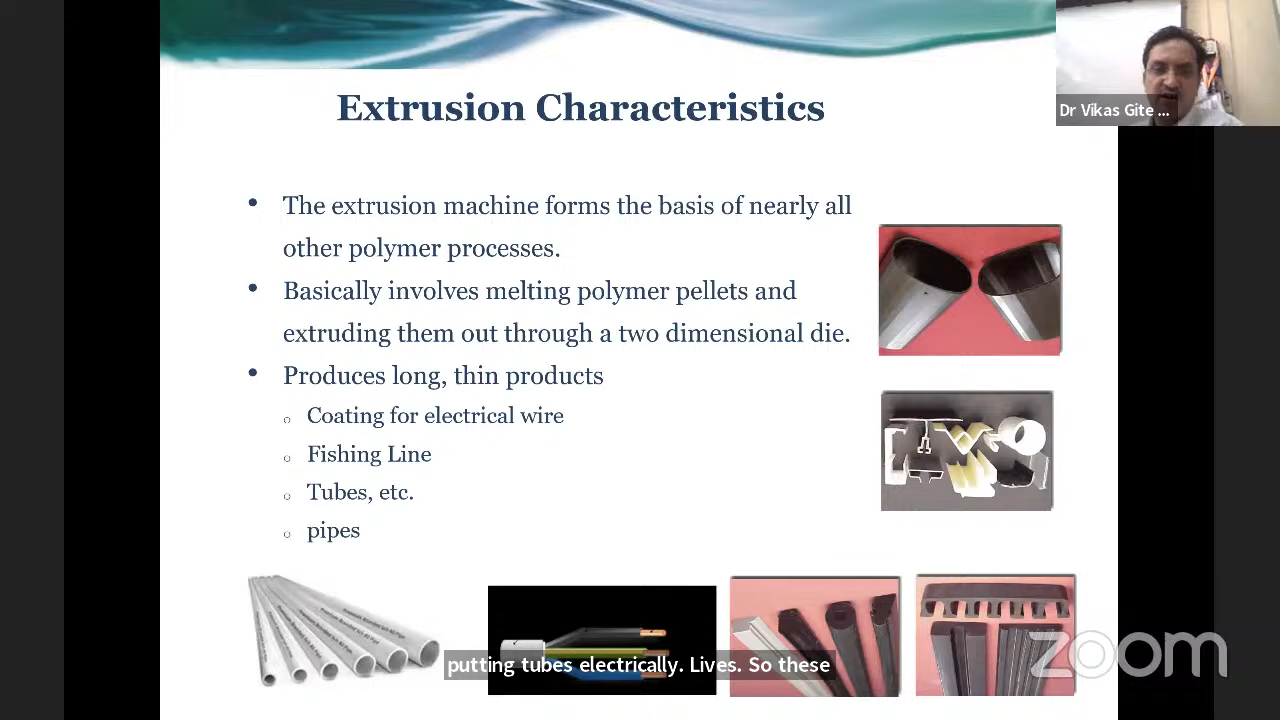 Extrusion Characteristics
Dr Vikas Gite ...
• The extrusion machine forms the basis of nearly all
other polymer processes.
• Basically involves melting polymer pellets and
extruding them out through a two dimensional die.
• Produces long, thin products
o Coating for electrical wire
o Fishing Line
o Tubes, etc.
o pipes
putting tubes electrically. Lives. So these
zoom